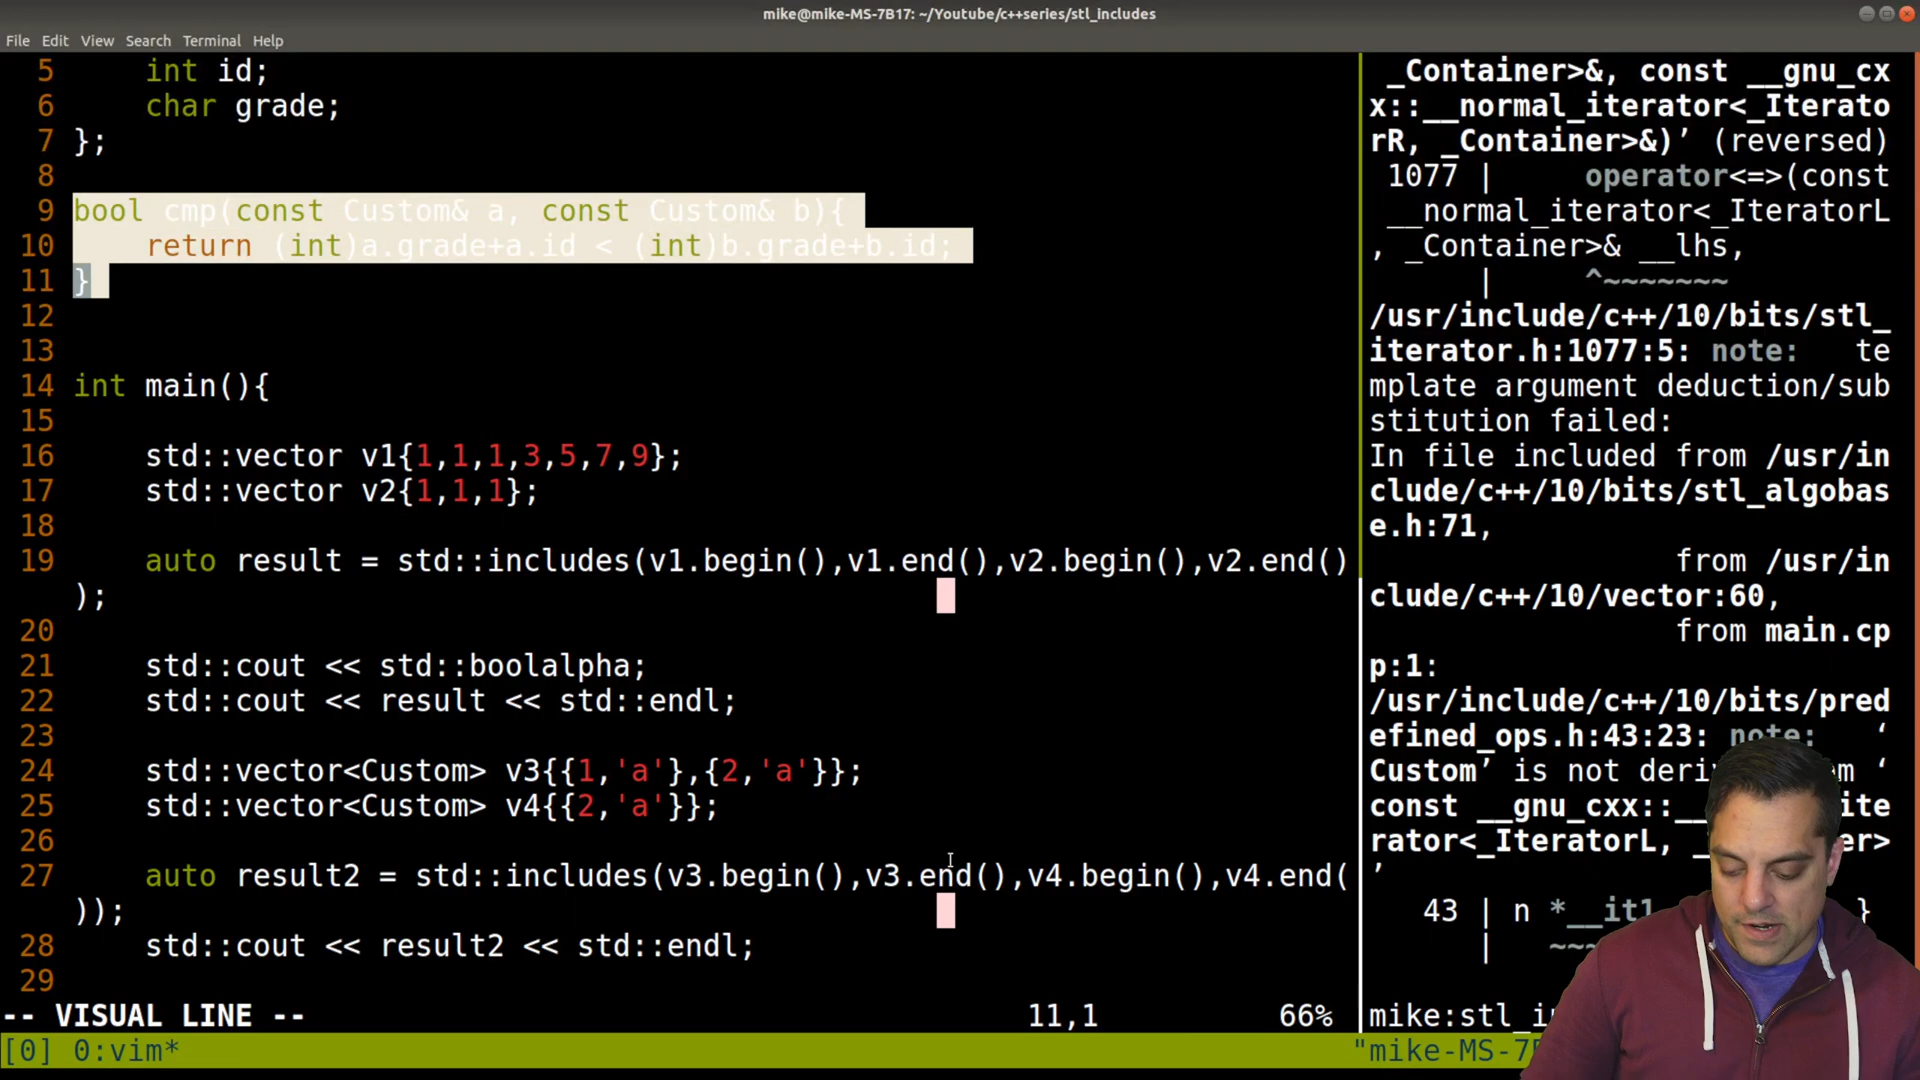 mike@mike-MS-7B17: ~/Youtube/c++series/stl_includes
File Edit View Search Terminal Help
5 int id;
6 char grade;
7 };
8
9 bool cmp(const Custom& a, const Custom& b){
10 return (int)a.grade+a.id < (int)b.grade+b.id;
11 }
12
13
14 int main(){
15
16 std::vector v1{1,1,1,3,5,7,9};
17 std::vector v2{1,1,1};
18
19 auto result = std::includes(v1.begin(),v1.end(),v2.begin(),v2.end()
);
20
21 std::cout << std::boolalpha;
22 std::cout << result << std::endl;
23
24 std::vector<Custom> v3{{1,'a'},{2,'a'}};
25 std::vector<Custom> v4{{2,'a'}};
26
27 auto result2 = std::includes(v3.begin(),v3.end(),v4.begin(),v4.end(
));
28 std::cout << result2 << std::endl;
29
-- VISUAL LINE -- 11,1 66%
[0] 0:vim*
_Container>&, const __gnu_cx
x::__normal_iterator<_Iterato
rR, _Container>&)’ (reversed)
1077 | operator<=>(const
__normal_iterator<_IteratorL
, _Container>& __lhs,
| ^~~~~~~~
/usr/include/c++/10/bits/stl_
iterator.h:1077:5: note: te
mplate argument deduction/sub
stitution failed:
In file included from /usr/in
clude/c++/10/bits/stl_algobas
e.h:71,
from /usr/in
clude/c++/10/vector:60,
from main.cp
p:1:
/usr/include/c++/10/bits/pred
efined_ops.h:43:23: note: ‘
Custom’ is not ‘
const __gnu_cxx::
rator<_IteratorL,
’
43 | n *__it1 }
| ~~
mike:stl_i
"mike-MS-7